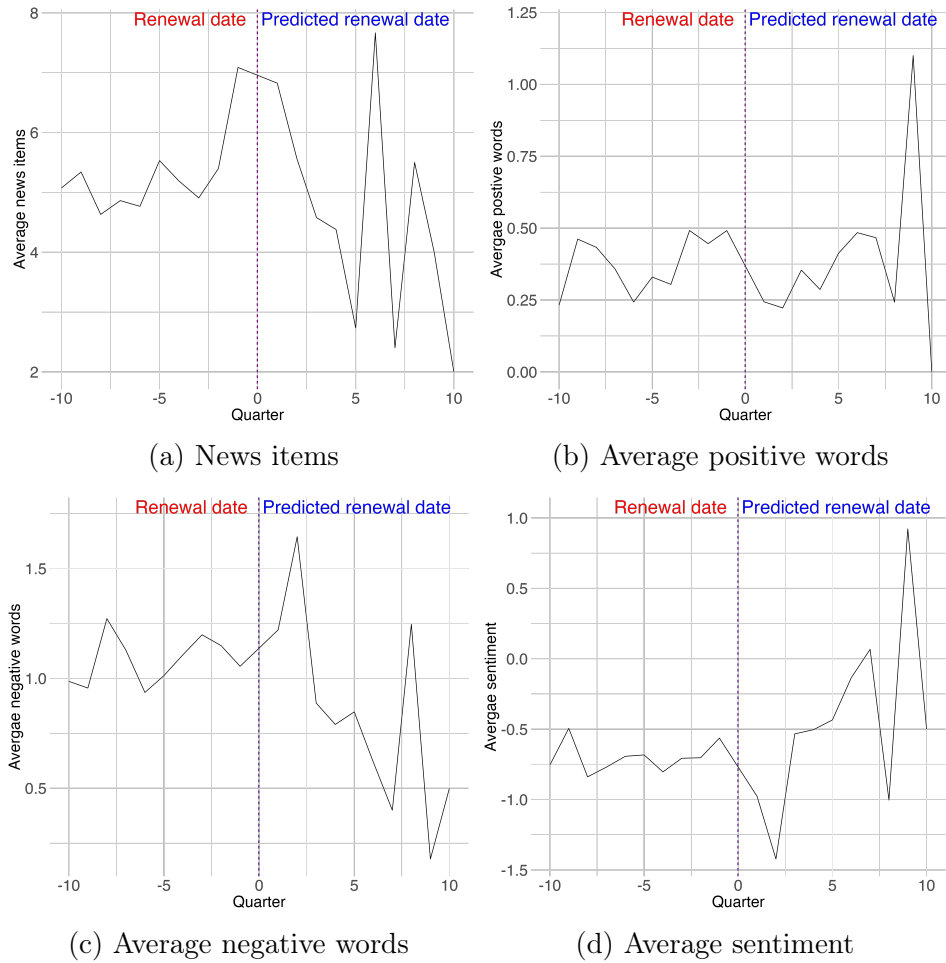 Renewal date Predicted renewal date
8
6
4
2
Average news items
-10 -5 0 5 10
Quarter
(a) News items
Renewal date Predicted renewal date
1.25
1.00
0.75
0.50
0.25
0.00
Avergae postive words
-10 -5 0 5 10
Quarter
(b) Average positive words
Renewal date Predicted renewal date
1.5
1.0
0.5
Avergae negative words
-10 -5 0 5 10
Quarter
(c) Average negative words
Renewal date Predicted renewal date
1.0
0.5
0.0
-0.5
-1.0
-1.5
Avergae sentiment
-10 -5 0 5 10
Quarter
(d) Average sentiment